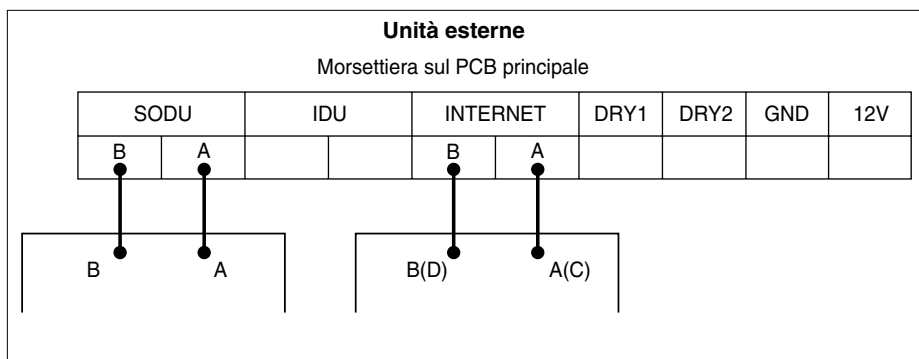 Unità esterne
Morsettiera sul PCB principale
SODU IDU INTERNET DRY1 DRY2 GND 12V
B A B A
B A B(D) A(C)